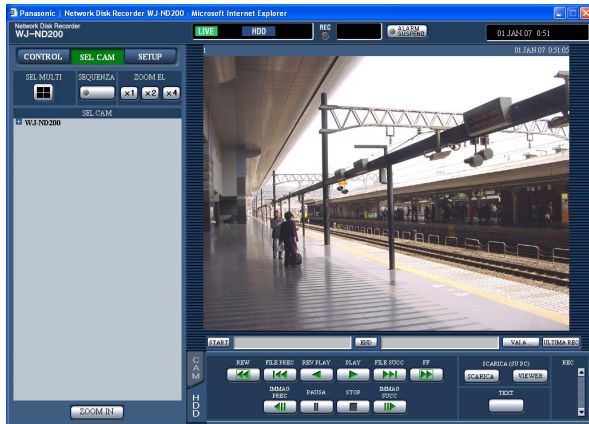 Panasonic | Network Disk Recorder WJ-ND200 - Microsoft Internet Explorer
Network Disk Recorder
WJ-ND200
LIVE HDD REC ALARM SUSPEND 01.JAN.07 0:51
CONTROL SEL CAM SETUP
1 01.JAN.07 0:51:05
SEL MULTI SEQUENZA ZOOM EL
x1 x2 x4
SEL CAM
WJ-ND200
START END VAI A ... ULTIMA REC
CAM
REW FILE PREC REV PLAY PLAY FILE SUCC FF SCARICA (SU PC) REC
SCARICA VIEWER
HDD
IMMAG PREC PAUSA STOP IMMAG SUCC TEXT
ZOOM IN